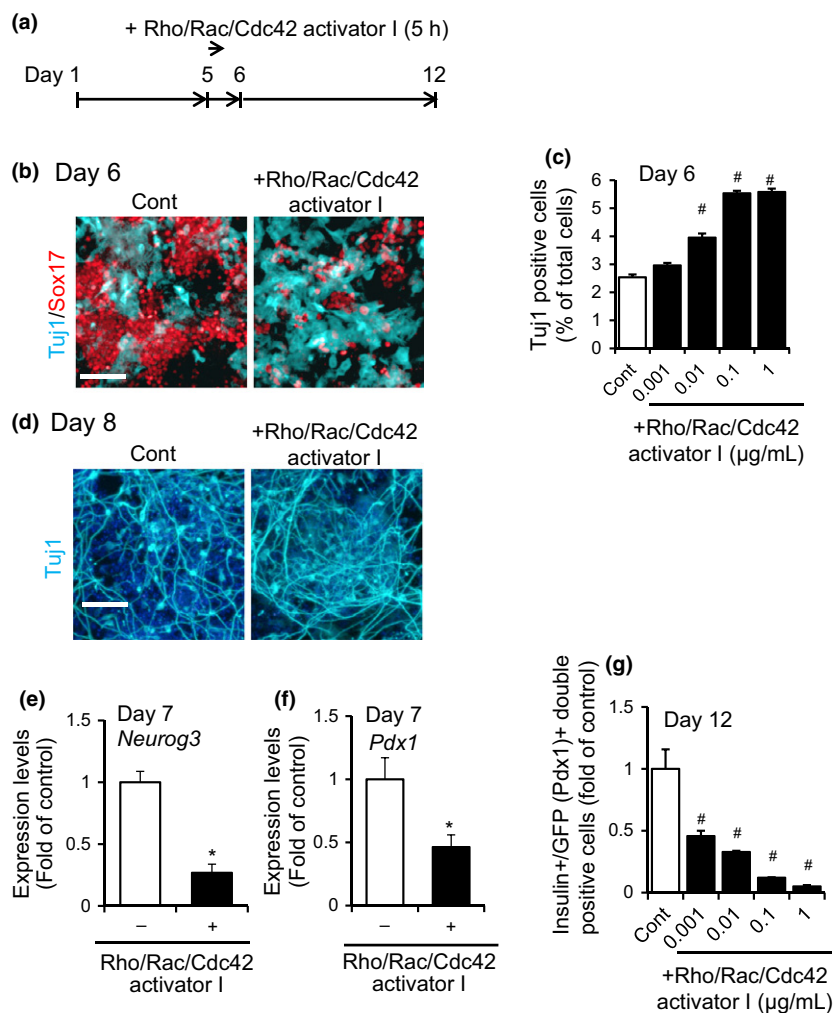 (a)
+ Rho/Rac/Cdc42 activator I (5 h)
Day 1 5 6 12
(b) Day 6
Cont
+Rho/Rac/Cdc42
activator I
Tuj1/Sox17
(c)
Day 6
Tuj1 positive cells
(% of total cells)
6
5
4
3
2
1
0
# # #
Cont 0.001 0.01 0.1 1
+Rho/Rac/Cdc42
activator I (µg/mL)
(d) Day 8
Cont
+Rho/Rac/Cdc42
activator I
Tuj1
(e)
Day 7
Neurog3
Expression levels
(Fold of control)
1.5
1
0.5
0
*
– +
Rho/Rac/Cdc42
activator I
(f)
Day 7
Pdx1
Expression levels
(Fold of control)
1.5
1
0.5
0
*
– +
Rho/Rac/Cdc42
activator I
(g)
Day 12
Insulin+/GFP (Pdx1)+ double
positive cells (fold of control)
1.5
1
0.5
0
# # # #
Cont 0.001 0.01 0.1 1
+Rho/Rac/Cdc42
activator I (µg/mL)